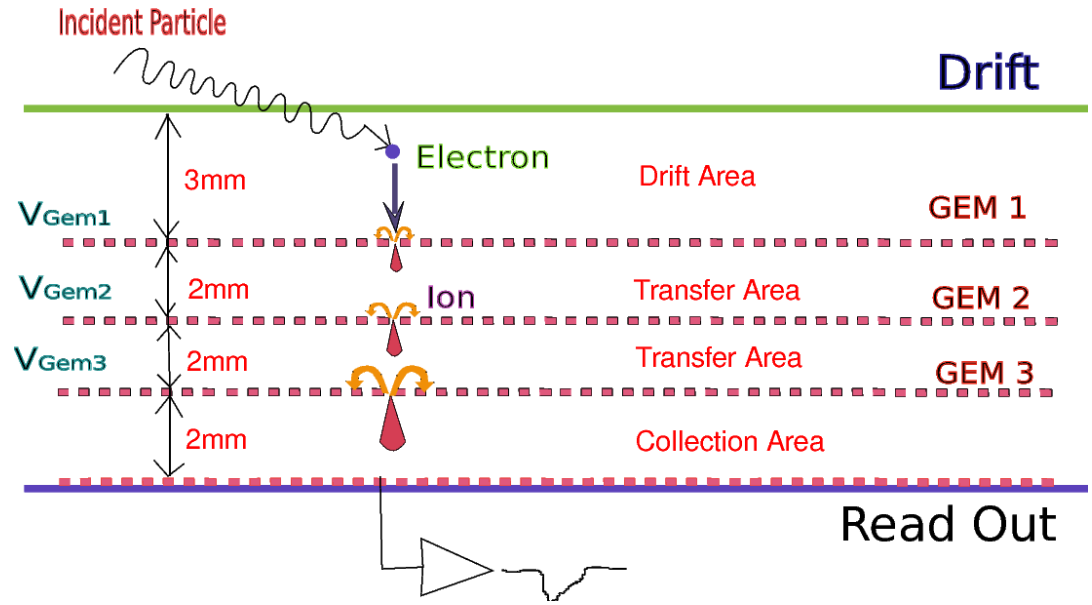 Incident Particle
Drift
Electron
3mm
Drift Area
VGem1
GEM 1
VGem2
2mm
Ion
Transfer Area
GEM 2
VGem3
2mm
Transfer Area
GEM 3
2mm
Collection Area
Read Out